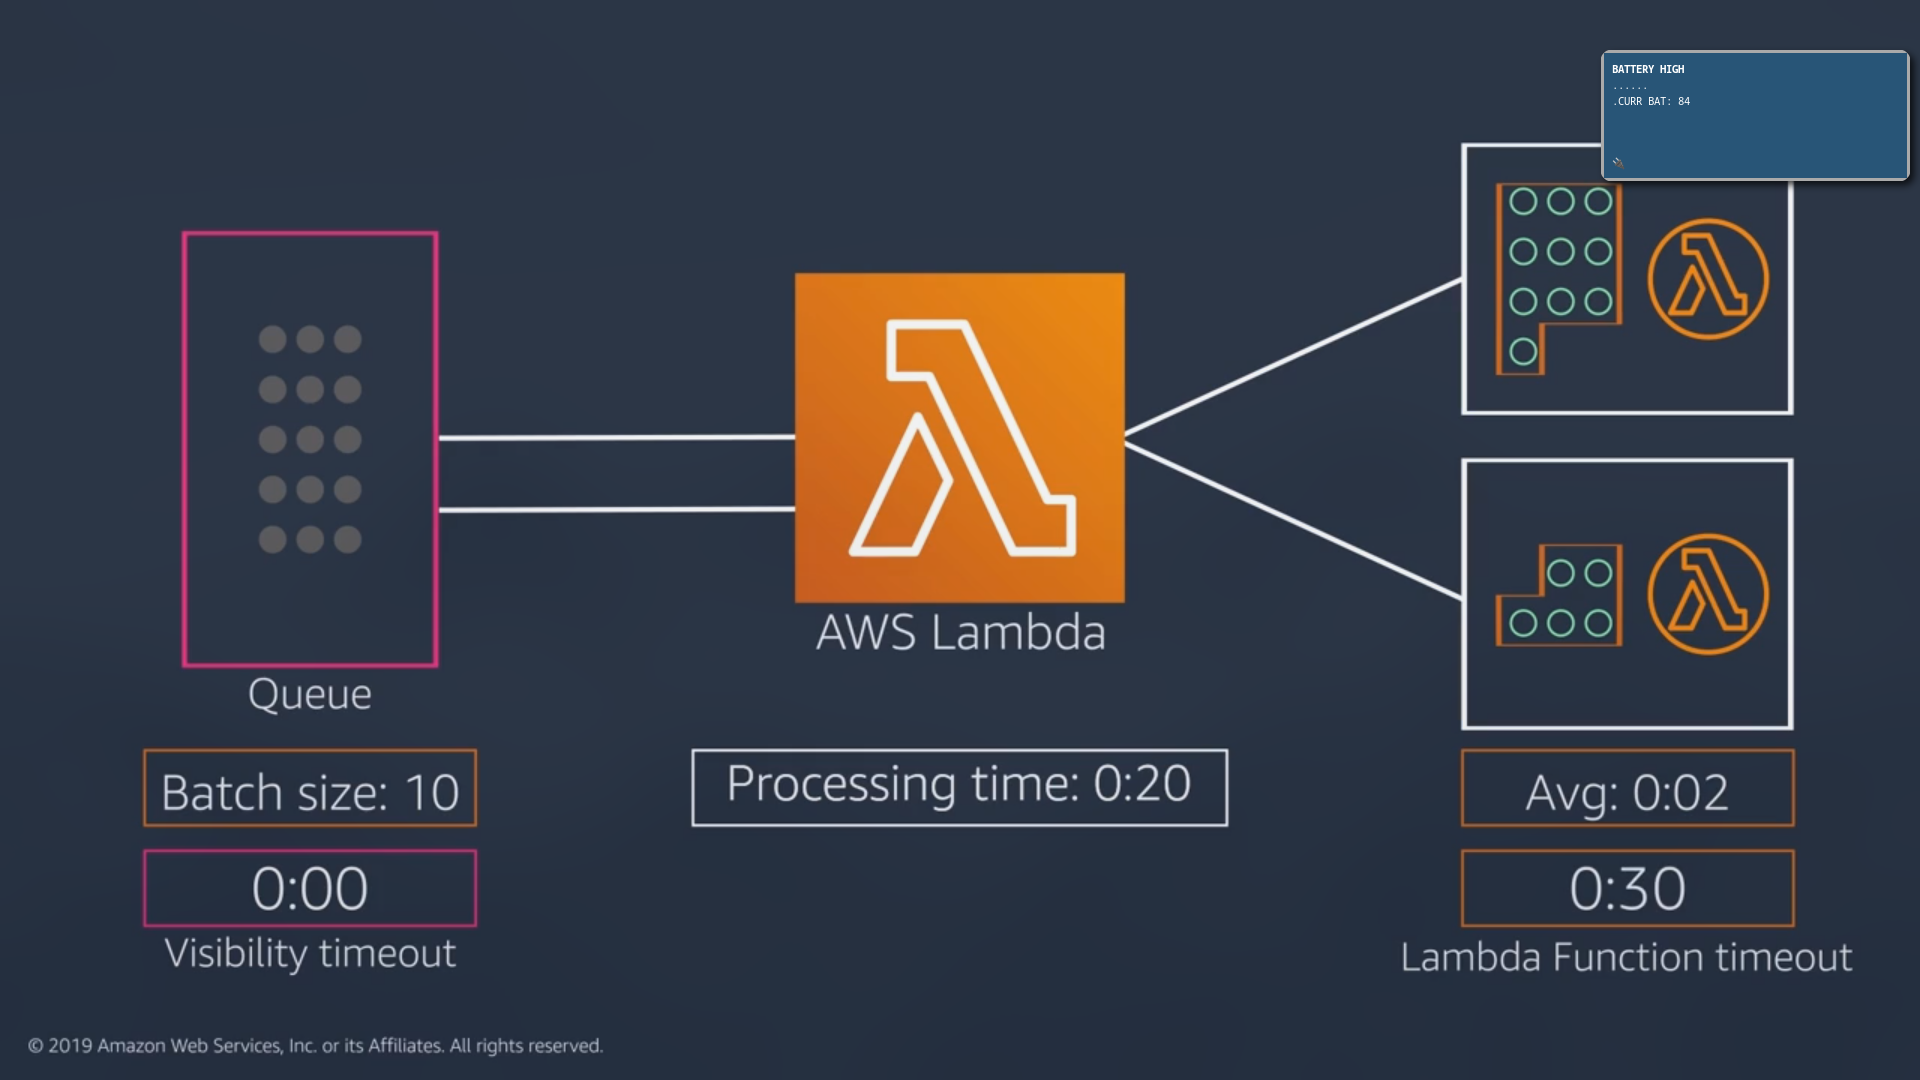 BATTERY HIGH
......
.CURR BAT: 84
AWS Lambda
Queue
Batch size: 10
Processing time: 0:20
Avg: 0:02
0:00
0:30
Visibility timeout
Lambda Function timeout
© 2019 Amazon Web Services, Inc. or its Affiliates. All rights reserved.